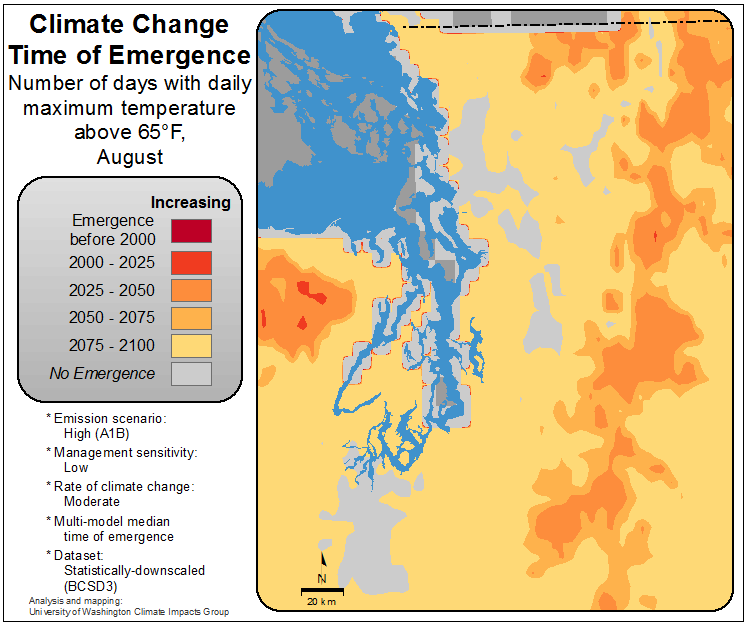 Climate Change
Time of Emergence
Number of days with daily
maximum temperature
above 65°F,
August
Increasing
Emergence
before 2000
2000 - 2025
2025 - 2050
2050 - 2075
2075 - 2100
No Emergence
* Emission scenario:
High (A1B)
* Management sensitivity:
Low
* Rate of climate change:
Moderate
* Multi-model median
time of emergence
* Dataset:
Statistically-downscaled
(BCSD3)
Analysis and mapping:
University of Washington Climate Impacts Group
N
20 km